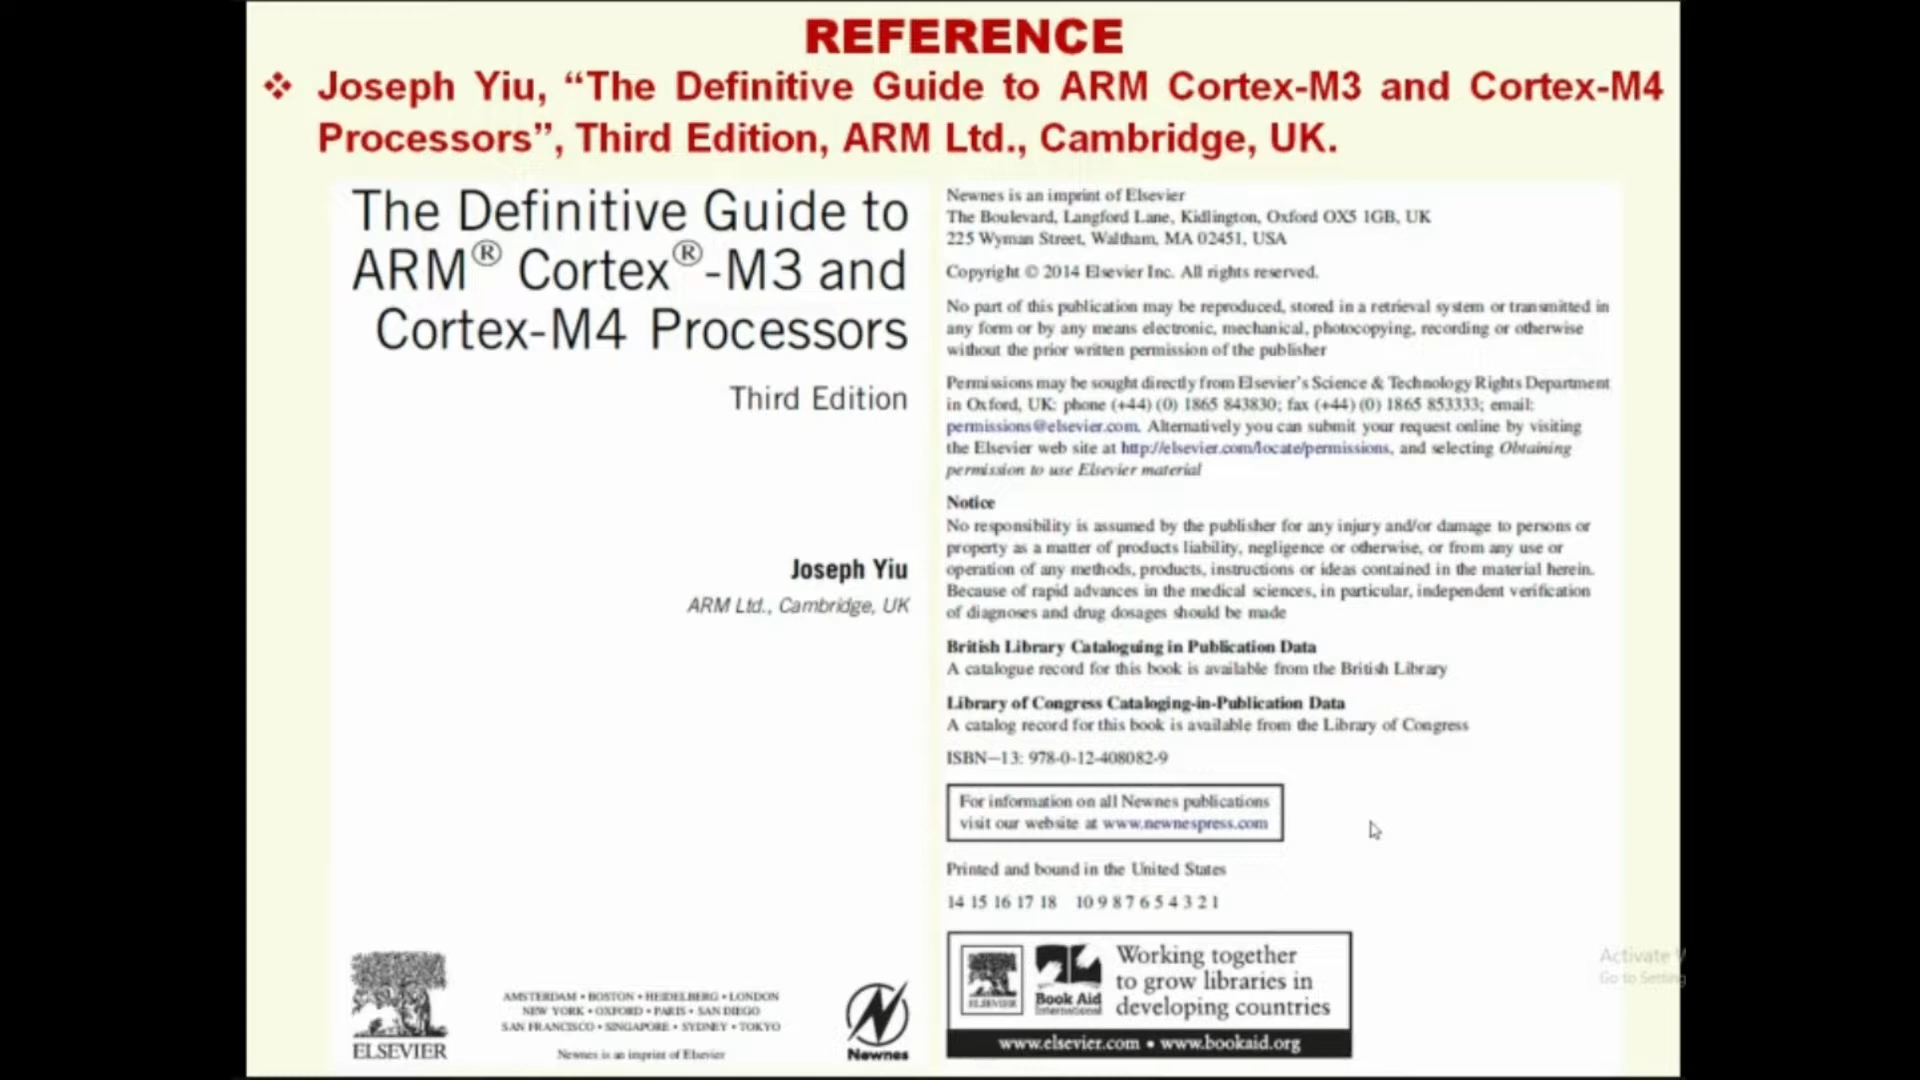 REFERENCE
❖ Joseph Yiu, “The Definitive Guide to ARM Cortex-M3 and Cortex-M4
Processors”, Third Edition, ARM Ltd., Cambridge, UK.
The Definitive Guide to
ARM® Cortex®-M3 and
Cortex-M4 Processors
Third Edition
Joseph Yiu
ARM Ltd., Cambridge, UK
ELSEVIER
AMSTERDAM • BOSTON • HEIDELBERG • LONDON
NEW YORK • OXFORD • PARIS • SAN DIEGO
SAN FRANCISCO • SINGAPORE • SYDNEY • TOKYO
Newnes is an imprint of Elsevier
Newnes
Newnes is an imprint of Elsevier
The Boulevard, Langford Lane, Kidlington, Oxford OX5 1GB, UK
225 Wyman Street, Waltham, MA 02451, USA
Copyright © 2014 Elsevier Inc. All rights reserved.
No part of this publication may be reproduced, stored in a retrieval system or transmitted in
any form or by any means electronic, mechanical, photocopying, recording or otherwise
without the prior written permission of the publisher
Permissions may be sought directly from Elsevier’s Science & Technology Rights Department
in Oxford, UK: phone (+44) (0) 1865 843830; fax (+44) (0) 1865 853333; email:
permissions@elsevier.com. Alternatively you can submit your request online by visiting
the Elsevier web site at http://elsevier.com/locate/permissions, and selecting Obtaining
permission to use Elsevier material
Notice
No responsibility is assumed by the publisher for any injury and/or damage to persons or
property as a matter of products liability, negligence or otherwise, or from any use or
operation of any methods, products, instructions or ideas contained in the material herein.
Because of rapid advances in the medical sciences, in particular, independent verification
of diagnoses and drug dosages should be made
British Library Cataloguing in Publication Data
A catalogue record for this book is available from the British Library
Library of Congress Cataloging-in-Publication Data
A catalog record for this book is available from the Library of Congress
ISBN–13: 978-0-12-408082-9
For information on all Newnes publications
visit our website at www.newnespress.com
Printed and bound in the United States
14 15 16 17 18 10 9 8 7 6 5 4 3 2 1
ELSEVIER
Book Aid
International
Working together
to grow libraries in
developing countries
www.elsevier.com • www.bookaid.org
Activate
Go to Setting